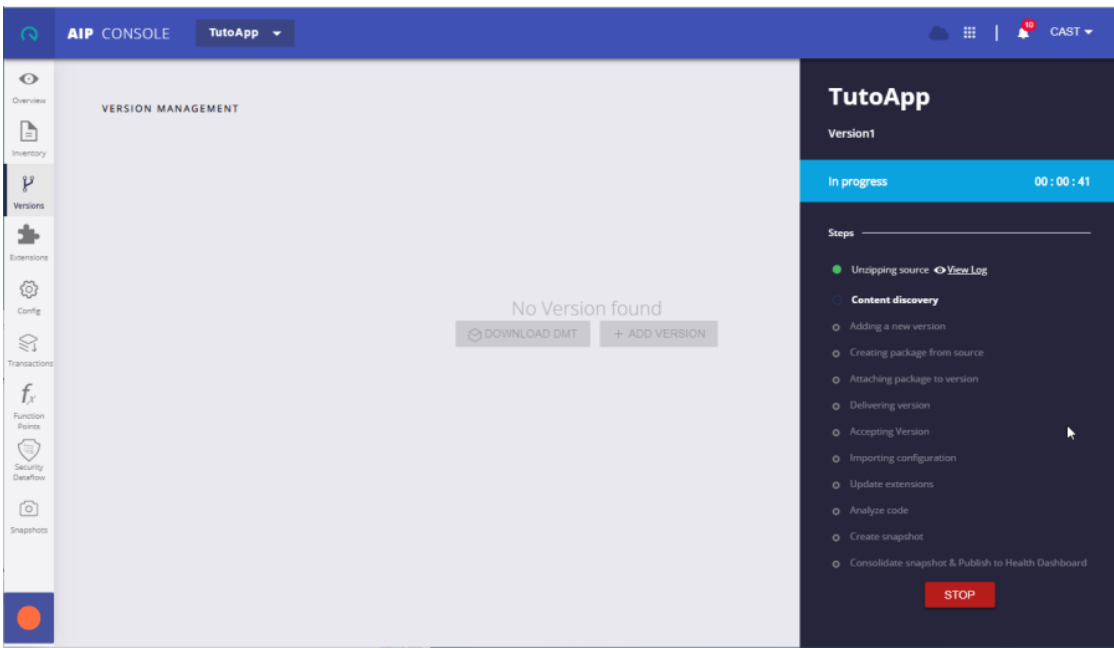 AIP CONSOLE
TutoApp
10
CAST
Overview
Inventory
Versions
Extensions
Config
Transactions
fx
Function
Points
Security
Dataflow
Snapshots
VERSION MANAGEMENT
No Version found
DOWNLOAD DMT
+ ADD VERSION
TutoApp
Version1
In progress 00 : 00 : 41
Steps
Unzipping source View Log
Content discovery
Adding a new version
Creating package from source
Attaching package to version
Delivering version
Accepting Version
Importing configuration
Update extensions
Analyze code
Create snapshot
Consolidate snapshot & Publish to Health Dashboard
STOP